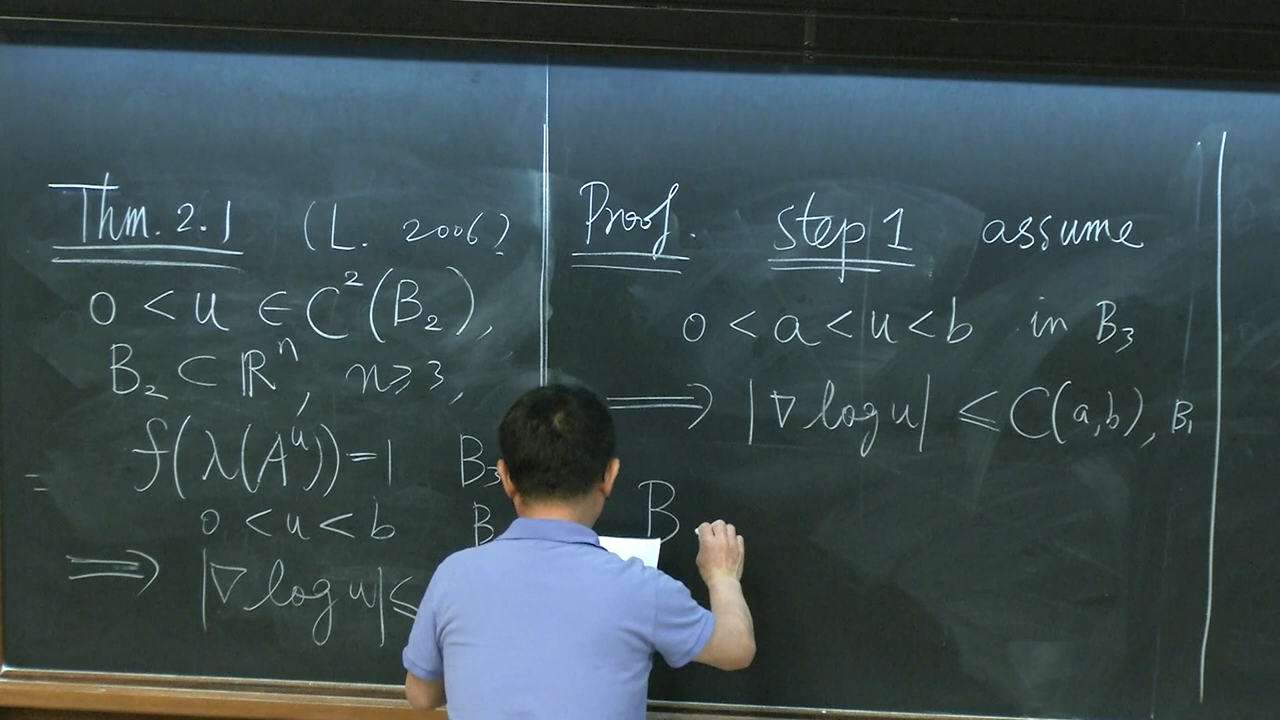 Thm. 2.1 (L. 2006)
0 < u ∈ C²(B₂),
B₂ ⊂ ℝⁿ, n ≥ 3,
f(λ(Aᵘ)) = 1 B₃
0 < u < b B
⟹ |∇ log u| ≤
Proof. step 1 assume
0 < a < u < b in B₃
⟹ |∇ log u| ≤ C(a,b), B₁
B